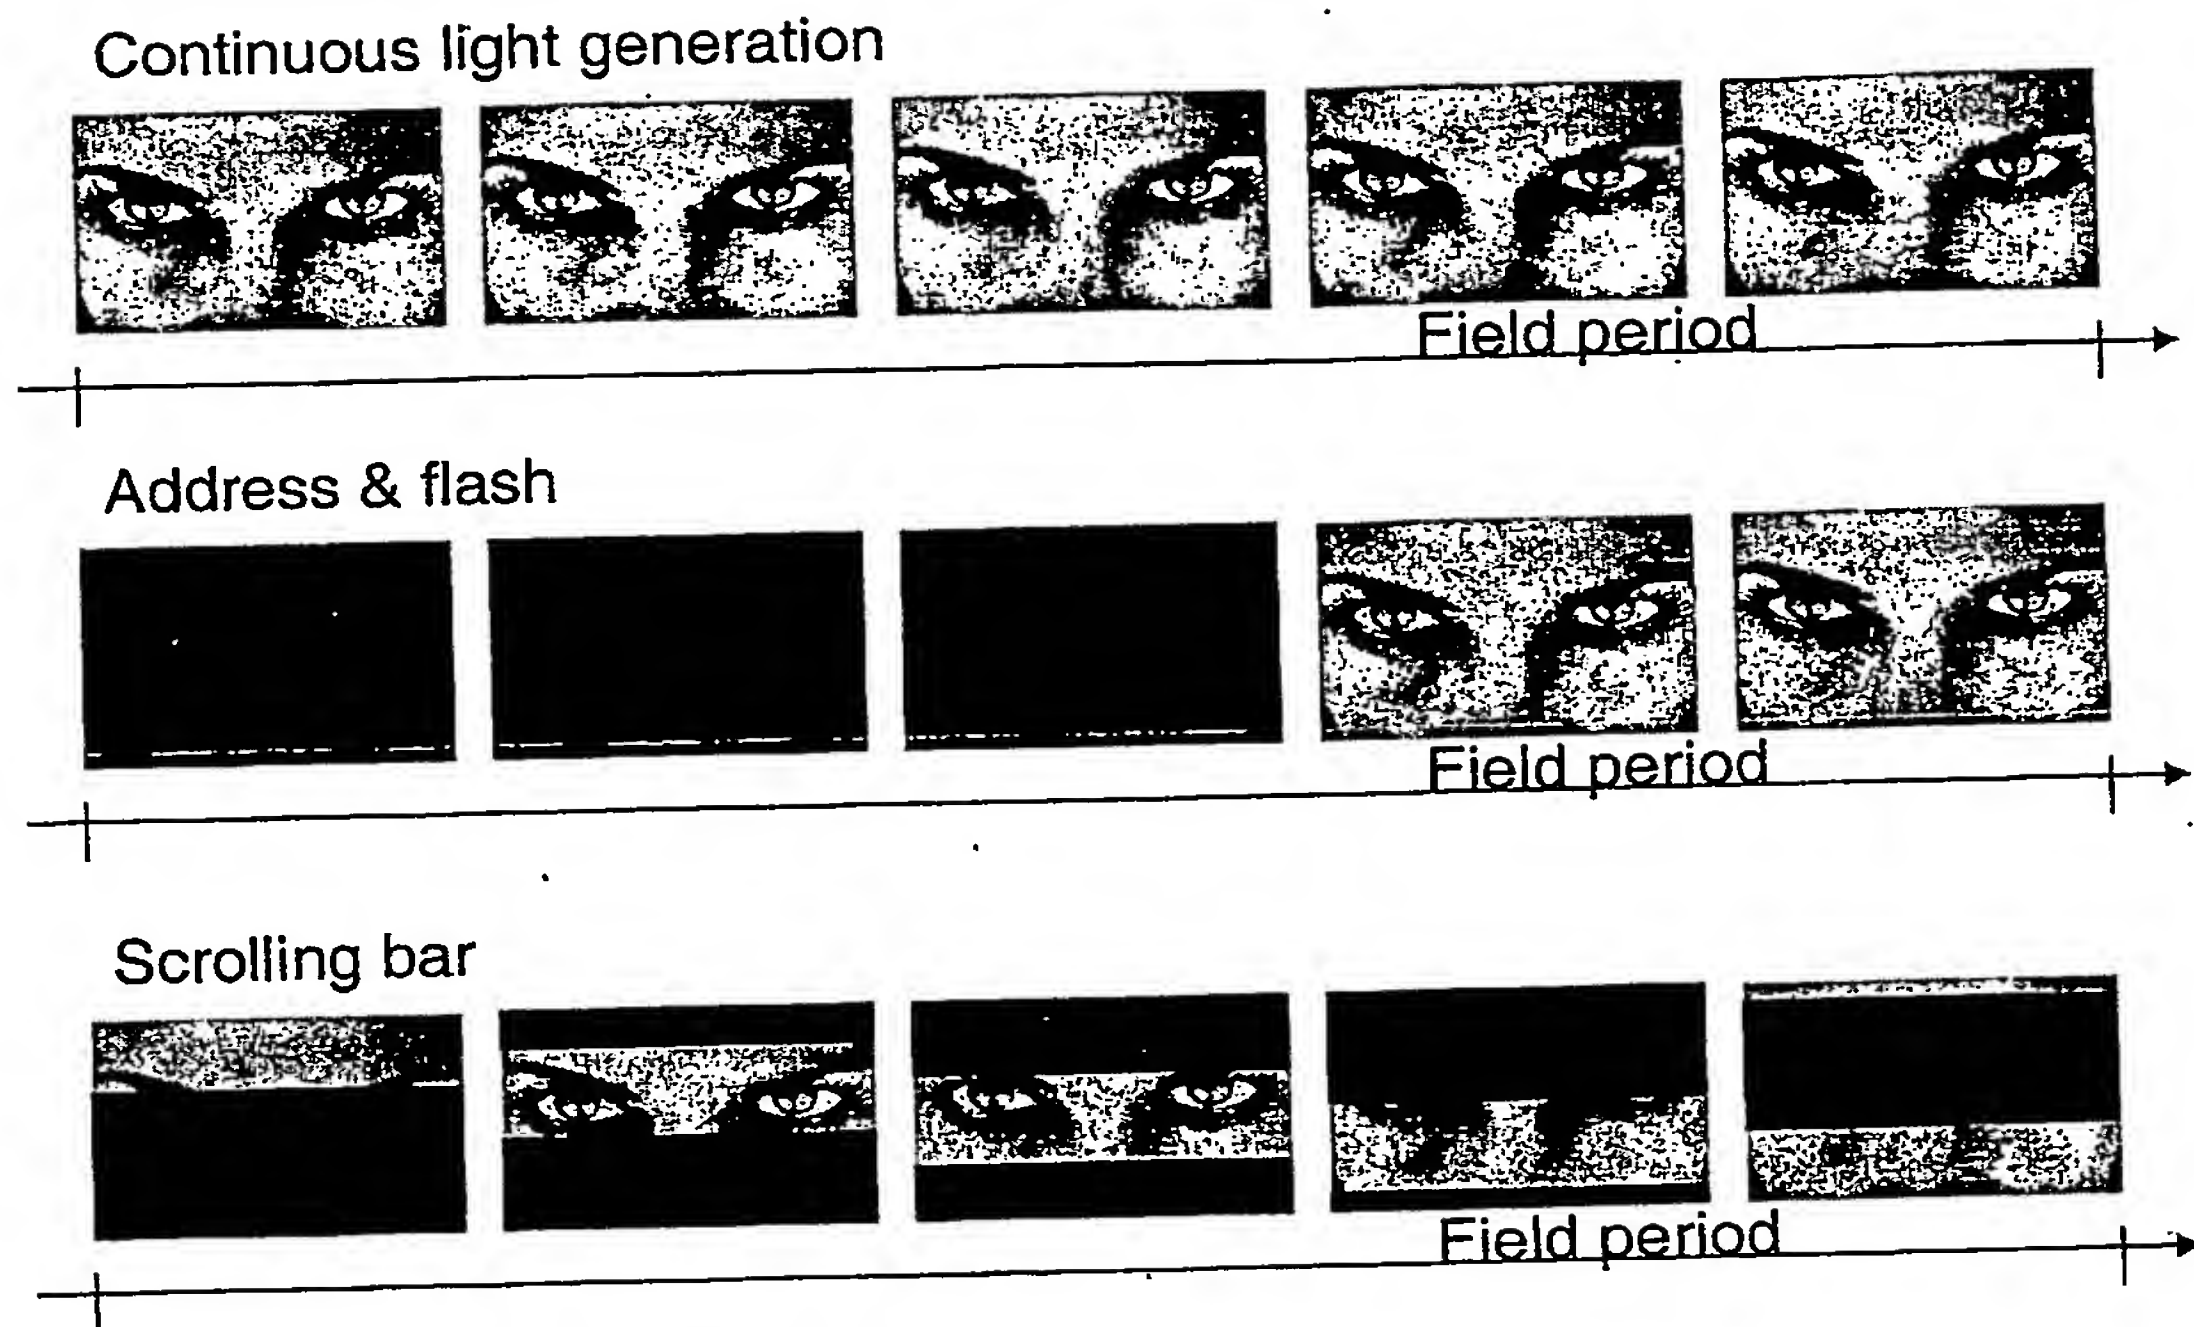 Continuous light generation
Field period
Address & flash
Field period
Scrolling bar
Field period